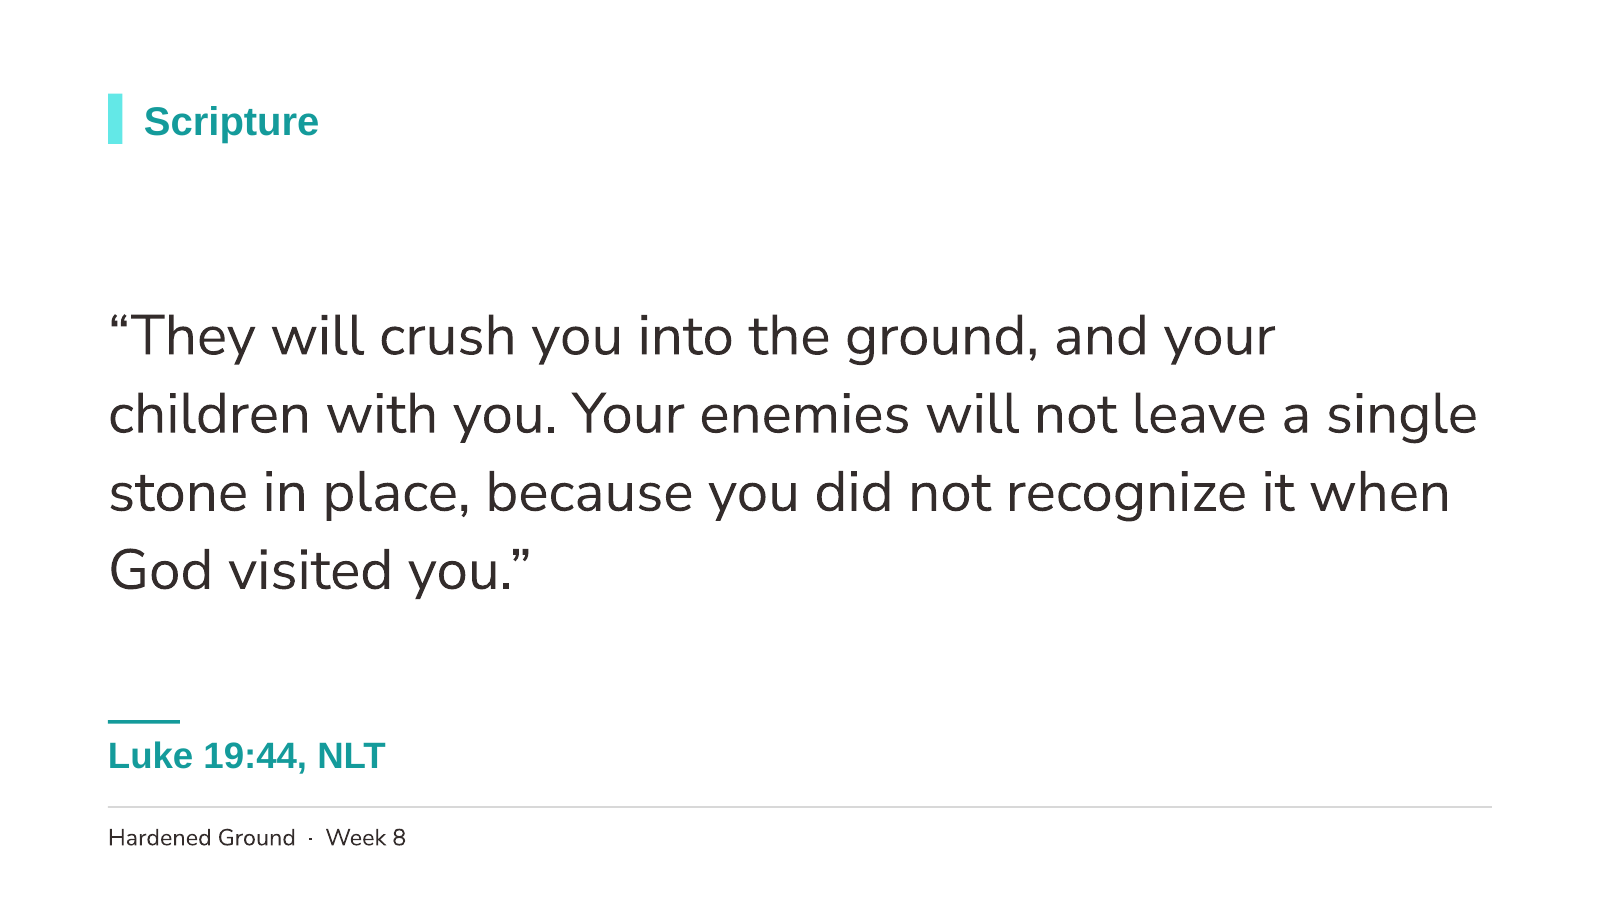 Scripture
“They will crush you into the ground, and your
children with you. Your enemies will not leave a single
stone in place, because you did not recognize it when
God visited you.”
Luke 19:44, NLT
Hardened Ground · Week 8